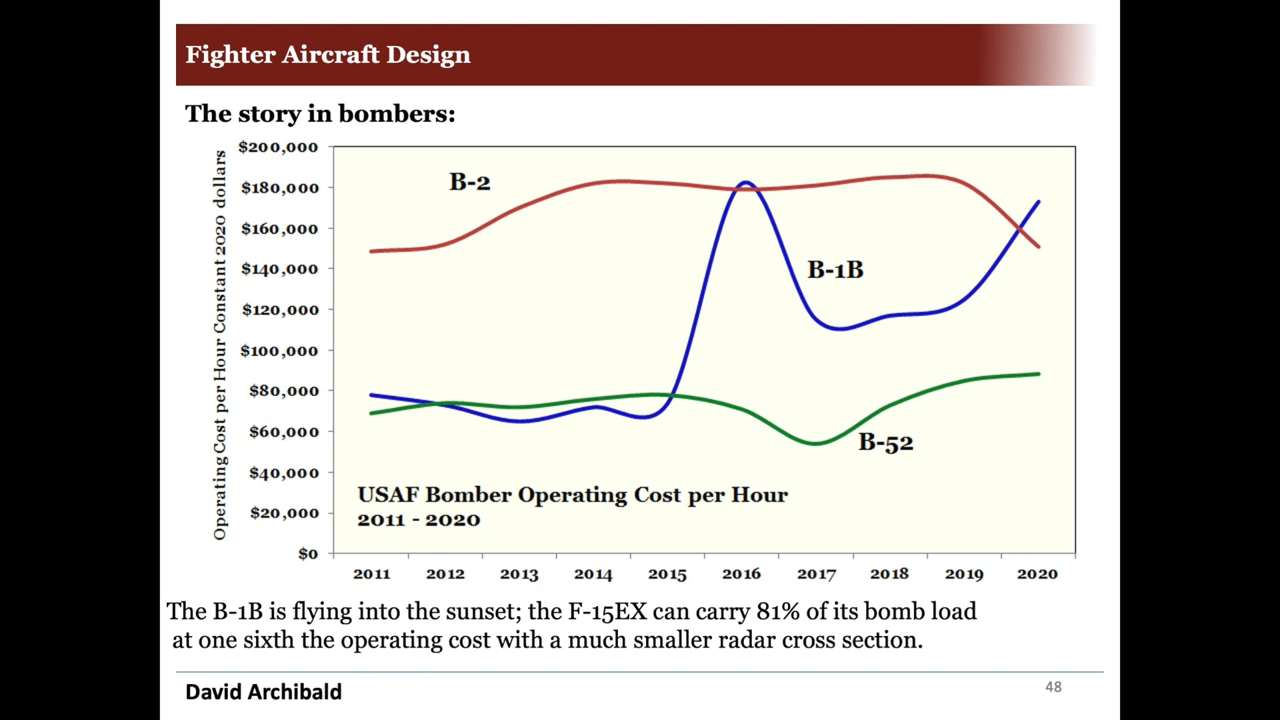 Fighter Aircraft Design
The story in bombers:
Operating Cost per Hour Constant 2020 dollars
$200,000
$180,000
$160,000
$140,000
$120,000
$100,000
$80,000
$60,000
$40,000
$20,000
$0
B-2
B-1B
B-52
USAF Bomber Operating Cost per Hour
2011 - 2020
2011 2012 2013 2014 2015 2016 2017 2018 2019 2020
The B-1B is flying into the sunset; the F-15EX can carry 81% of its bomb load
at one sixth the operating cost with a much smaller radar cross section.
David Archibald
48